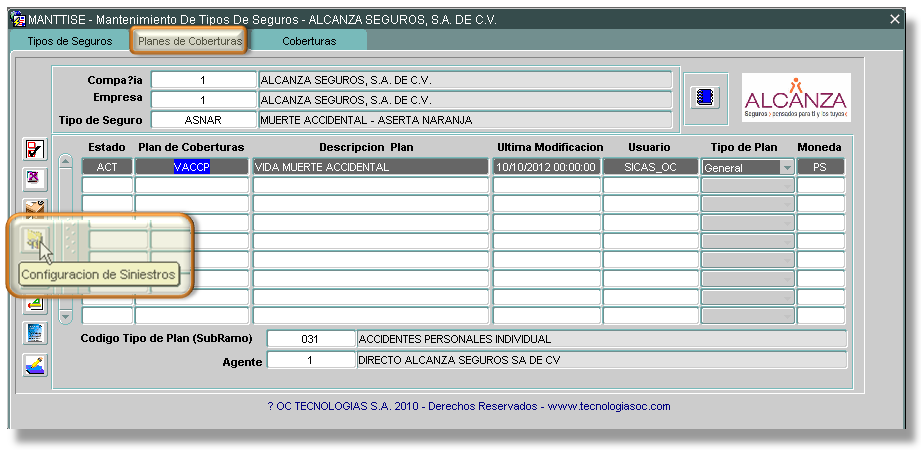 MANTTISE - Mantenimiento De Tipos De Seguros - ALCANZA SEGUROS, S.A. DE C.V.
Tipos de Seguros Planes de Coberturas Coberturas
Compa?ia 1 ALCANZA SEGUROS, S.A. DE C.V.
Empresa 1 ALCANZA SEGUROS, S.A. DE C.V.
Tipo de Seguro ASNAR MUERTE ACCIDENTAL - ASERTA NARANJA
ALCANZA
Seguros > pensados para ti y los tuyos
Estado Plan de Coberturas Descripcion Plan Ultima Modificacion Usuario Tipo de Plan Moneda
ACT VACCP VIDA MUERTE ACCIDENTAL 10/10/2012 00:00:00 SICAS_OC General PS
Configuracion de Siniestros
Codigo Tipo de Plan (SubRamo) 031 ACCIDENTES PERSONALES INDIVIDUAL
Agente 1 DIRECTO ALCANZA SEGUROS SA DE CV
? OC TECNOLOGIAS S.A. 2010 - Derechos Reservados - www.tecnologiasoc.com